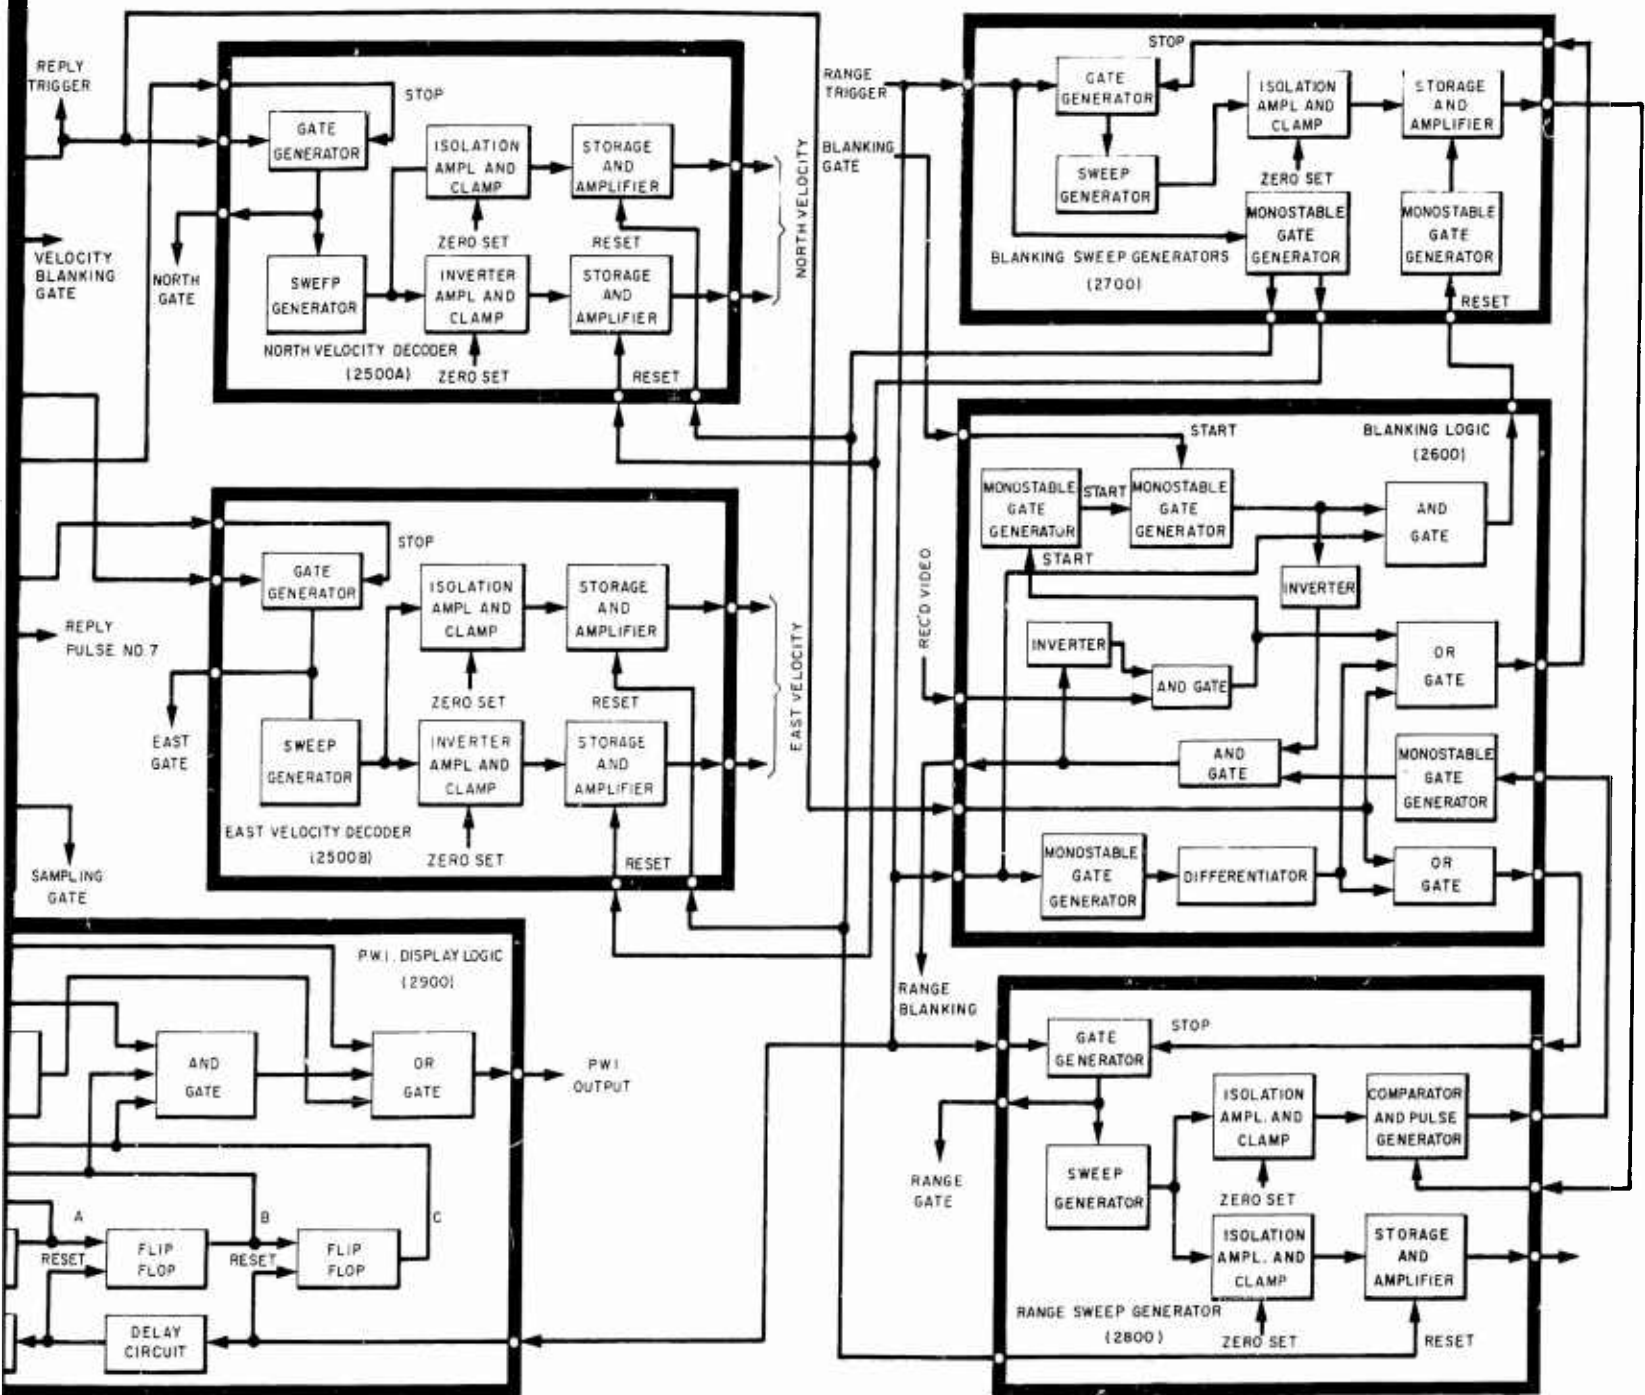 REPLY
TRIGGER
VELOCITY
BLANKING
GATE
NORTH
GATE
STOP
GATE
GENERATOR
ISOLATION
AMPL AND
CLAMP
STORAGE
AND
AMPLIFIER
ZERO SET
RESET
SWEEP
GENERATOR
INVERTER
AMPL AND
CLAMP
STORAGE
AND
AMPLIFIER
NORTH VELOCITY DECODER
(2500A)
ZERO SET
RESET
NORTH VELOCITY
REPLY
PULSE NO.7
EAST
GATE
SAMPLING
GATE
STOP
GATE
GENERATOR
ISOLATION
AMPL AND
CLAMP
STORAGE
AND
AMPLIFIER
ZERO SET
RESET
SWEEP
GENERATOR
INVERTER
AMPL AND
CLAMP
STORAGE
AND
AMPLIFIER
EAST VELOCITY DECODER
(2500B)
ZERO SET
RESET
EAST VELOCITY
P.W.I. DISPLAY LOGIC
(2900)
AND
GATE
OR
GATE
PWI
OUTPUT
A
B
C
RESET
FLIP
FLOP
RESET
FLIP
FLOP
DELAY
CIRCUIT
RANGE
TRIGGER
BLANKING
GATE
STOP
GATE
GENERATOR
ISOLATION
AMPL AND
CLAMP
STORAGE
AND
AMPLIFIER
SWEEP
GENERATOR
ZERO SET
MONOSTABLE
GATE
GENERATOR
MONOSTABLE
GATE
GENERATOR
BLANKING SWEEP GENERATORS
(2700)
RESET
START
BLANKING LOGIC
(2600)
MONOSTABLE
GATE
GENERATOR
START
MONOSTABLE
GATE
GENERATOR
AND
GATE
START
INVERTER
REC'D VIDEO
INVERTER
AND GATE
OR
GATE
AND
GATE
MONOSTABLE
GATE
GENERATOR
MONOSTABLE
GATE
GENERATOR
DIFFERENTIATOR
OR
GATE
RANGE
BLANKING
GATE
GENERATOR
STOP
ISOLATION
AMPL. AND
CLAMP
COMPARATOR
AND PULSE
GENERATOR
RANGE
GATE
SWEEP
GENERATOR
ZERO SET
ISOLATION
AMPL. AND
CLAMP
STORAGE
AND
AMPLIFIER
RANGE SWEEP GENERATOR
(2800)
ZERO SET
RESET